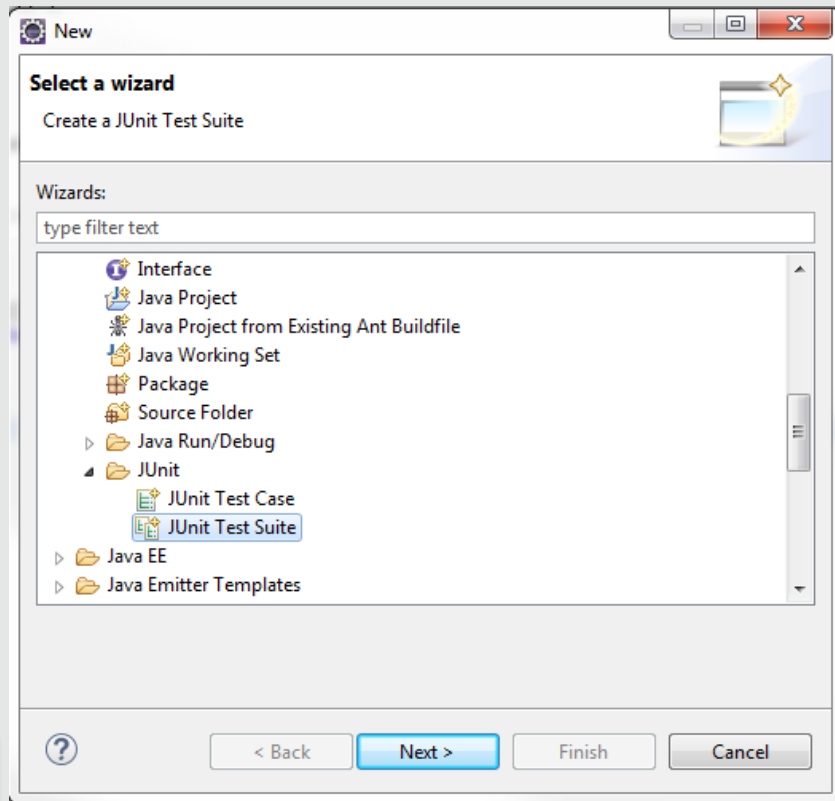 New
Select a wizard
Create a JUnit Test Suite
Wizards:
type filter text
Interface
Java Project
Java Project from Existing Ant Buildfile
Java Working Set
Package
Source Folder
Java Run/Debug
JUnit
JUnit Test Case
JUnit Test Suite
Java EE
Java Emitter Templates
< Back Next > Finish Cancel